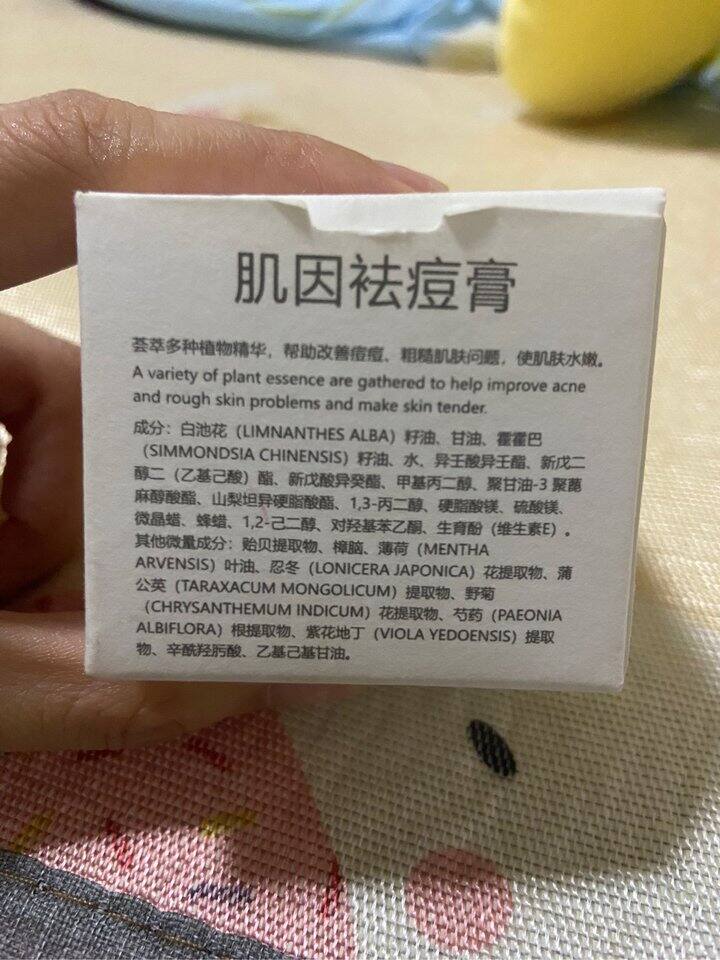 肌因祛痘膏
荟萃多种植物精华，帮助改善痘痘、粗糙肌肤问题，使肌肤水嫩。
A variety of plant essence are gathered to help improve acne
and rough skin problems and make skin tender.
成分：白池花（LIMNANTHES ALBA）籽油、甘油、霍霍巴
（SIMMONDSIA CHINENSIS）籽油、水、异壬酸异壬酯、新戊二
醇二（乙基己酸）酯、新戊酸异癸酯、甲基丙二醇、聚甘油-3 聚蓖
麻醇酸酯、山梨坦异硬脂酸酯、1,3-丙二醇、硬脂酸镁、硫酸镁、
微晶蜡、蜂蜡、1,2-己二醇、对羟基苯乙酮、生育酚（维生素E）。
其他微量成分：贻贝提取物、樟脑、薄荷（MENTHA
ARVENSIS）叶油、忍冬（LONICERA JAPONICA）花提取物、蒲
公英（TARAXACUM MONGOLICUM）提取物、野菊
（CHRYSANTHEMUM INDICUM）花提取物、芍药（PAEONIA
ALBIFLORA）根提取物、紫花地丁（VIOLA YEDOENSIS）提取
物、辛酰羟肟酸、乙基己基甘油。